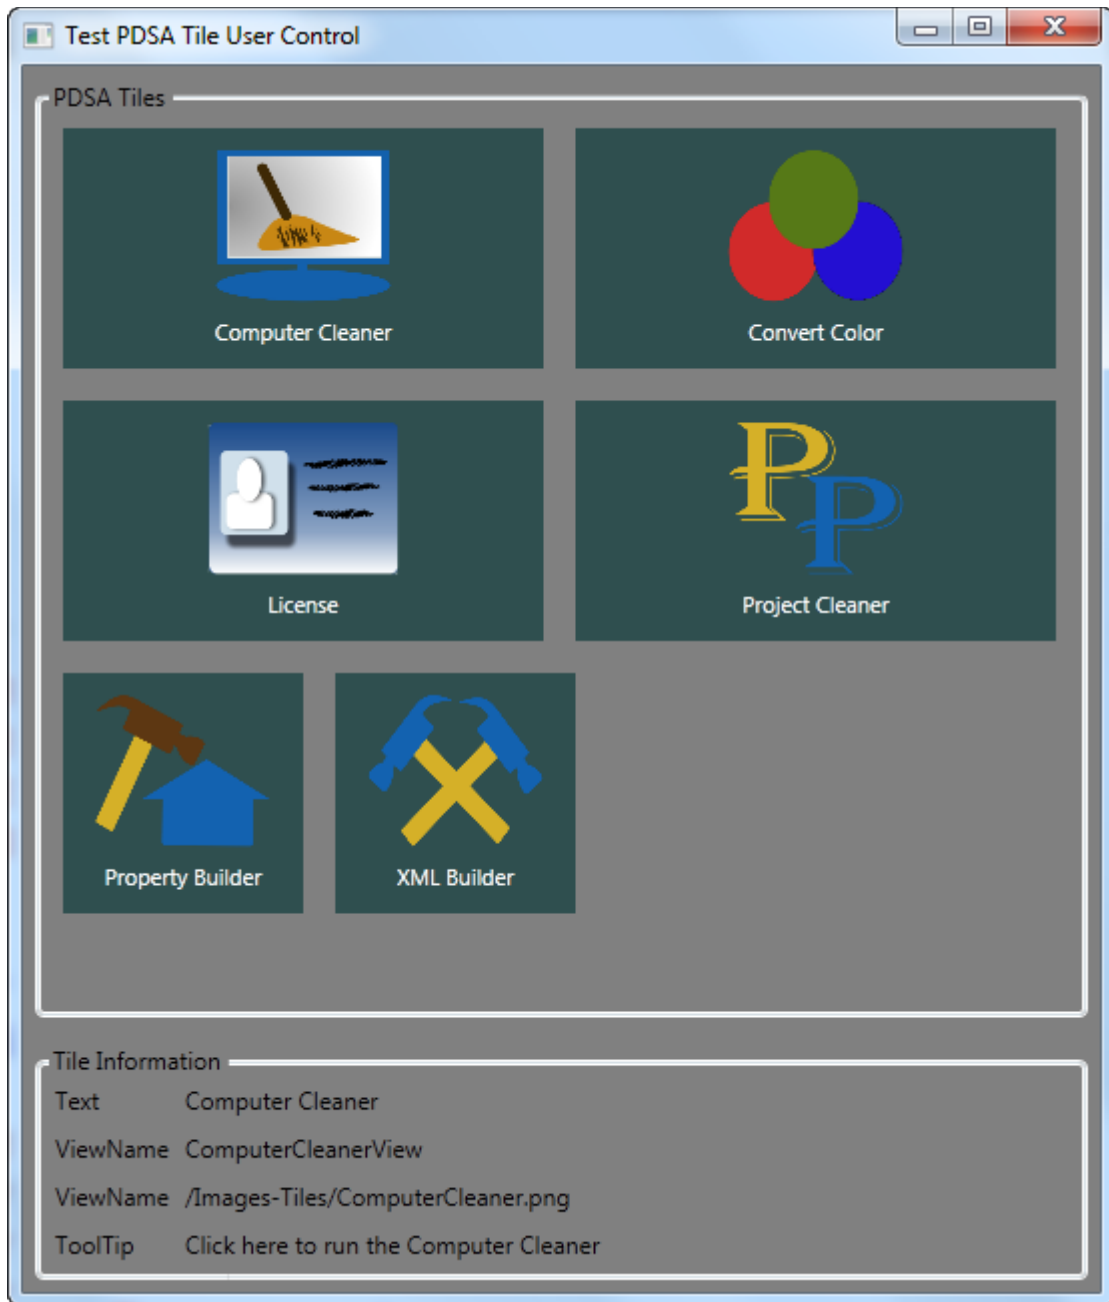 Test PDSA Tile User Control
PDSA Tiles
Computer Cleaner
Convert Color
License
Project Cleaner
PP
Property Builder
XML Builder
Tile Information
Text Computer Cleaner
ViewName ComputerCleanerView
ViewName /Images-Tiles/ComputerCleaner.png
ToolTip Click here to run the Computer Cleaner